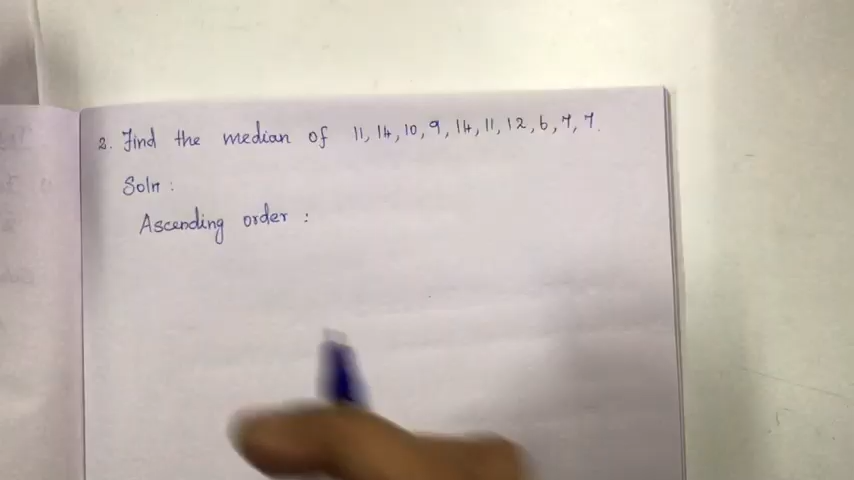 2. Find the median of 11, 14, 10, 9, 14, 11, 12, 6, 7, 7.
Soln :
Ascending order :